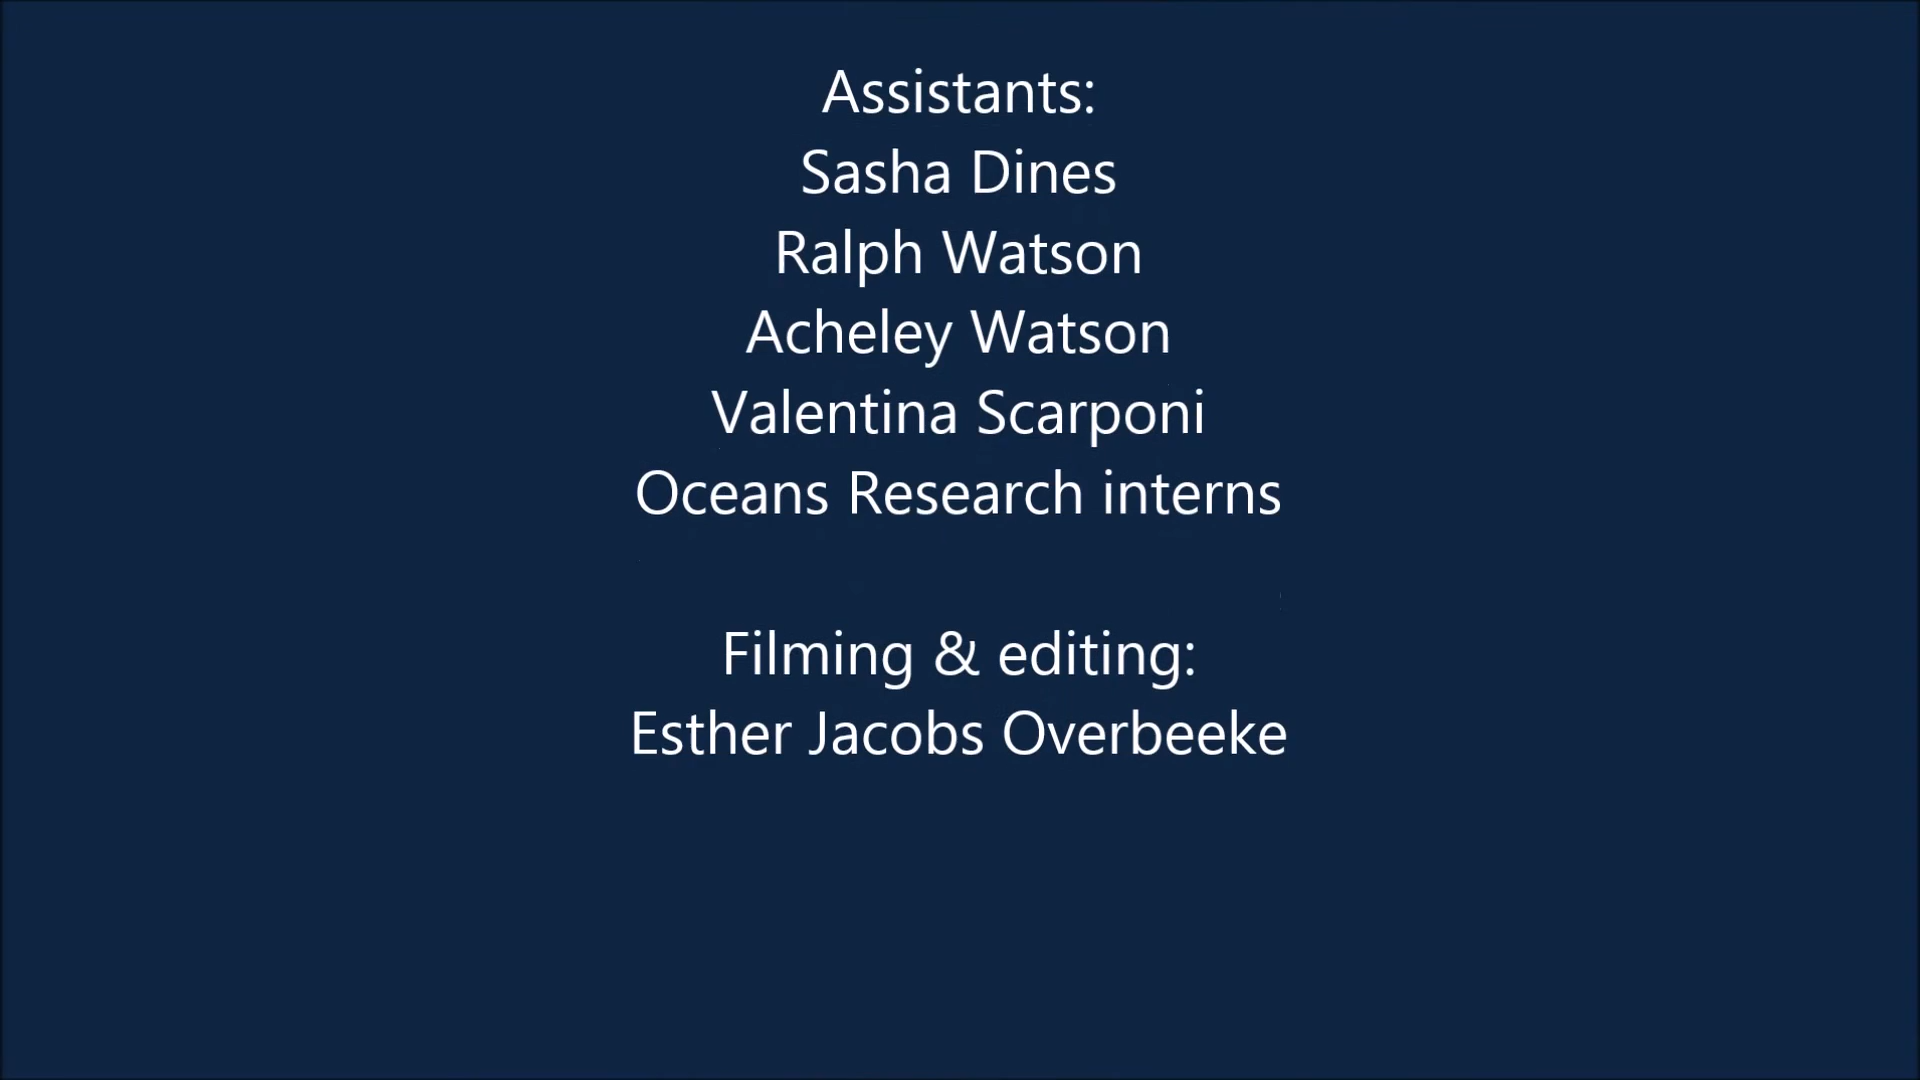 Assistants:
Sasha Dines
Ralph Watson
Acheley Watson
Valentina Scarponi
Oceans Research interns
Filming & editing:
Esther Jacobs Overbeeke